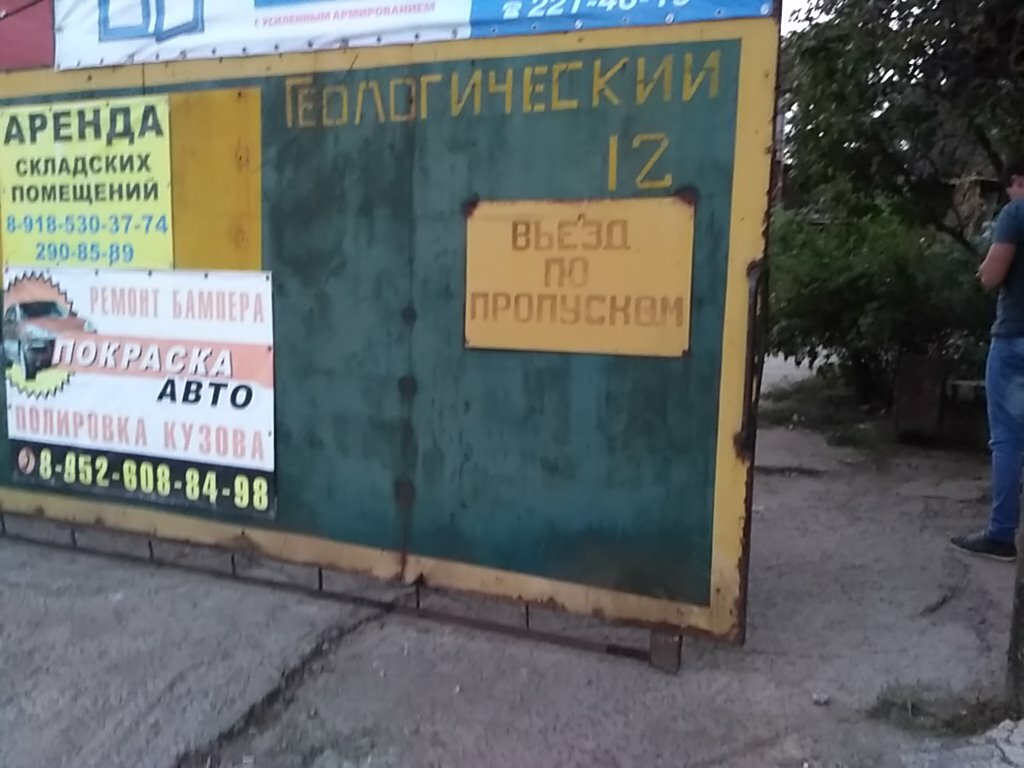 с усиленным армированием
ГЕОЛОГИЧЕСКИЙ
12
ВЪЕЗД
ПО
ПРОПУСКАМ
АРЕНДА
СКЛАДСКИХ
ПОМЕЩЕНИЙ
8-918-530-37-74
290-85-89
РЕМОНТ БАМПЕРА
ПОКРАСКА
АВТО
ПОЛИРОВКА КУЗОВА
8-952-608-84-98